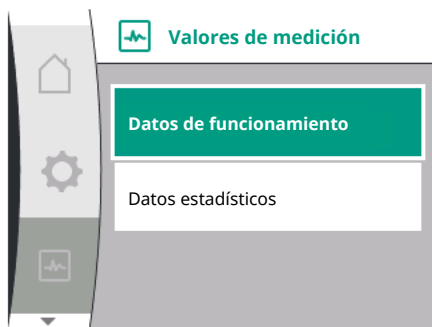 Valores de medición
Datos de funcionamiento
Datos estadísticos